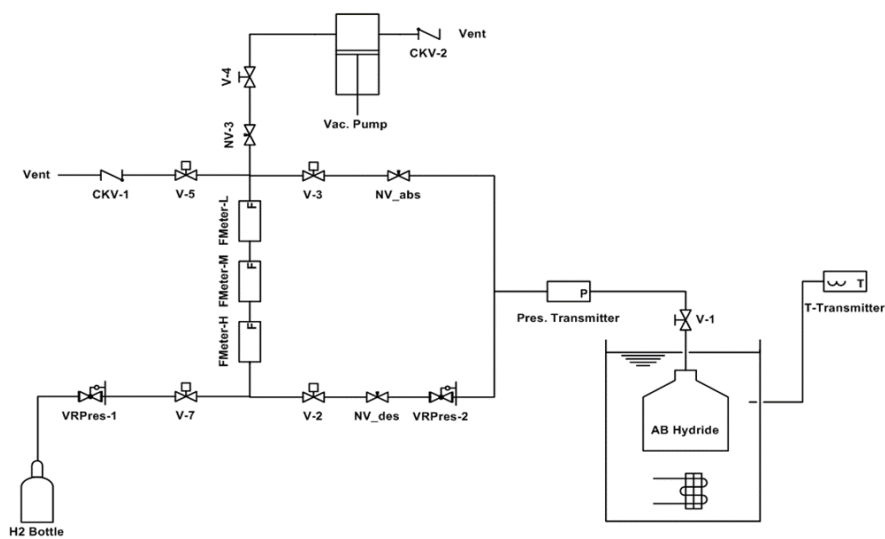 Vent
CKV-2
V-4
Vac. Pump
NV-3
Vent
CKV-1
V-5
V-3
NV_abs
FMeter-L
F
FMeter-M
F
FMeter-H
F
P
Pres. Transmitter
V-1
T
T-Transmitter
VRPres-1
V-7
V-2
NV_des
VRPres-2
AB Hydride
H2 Bottle